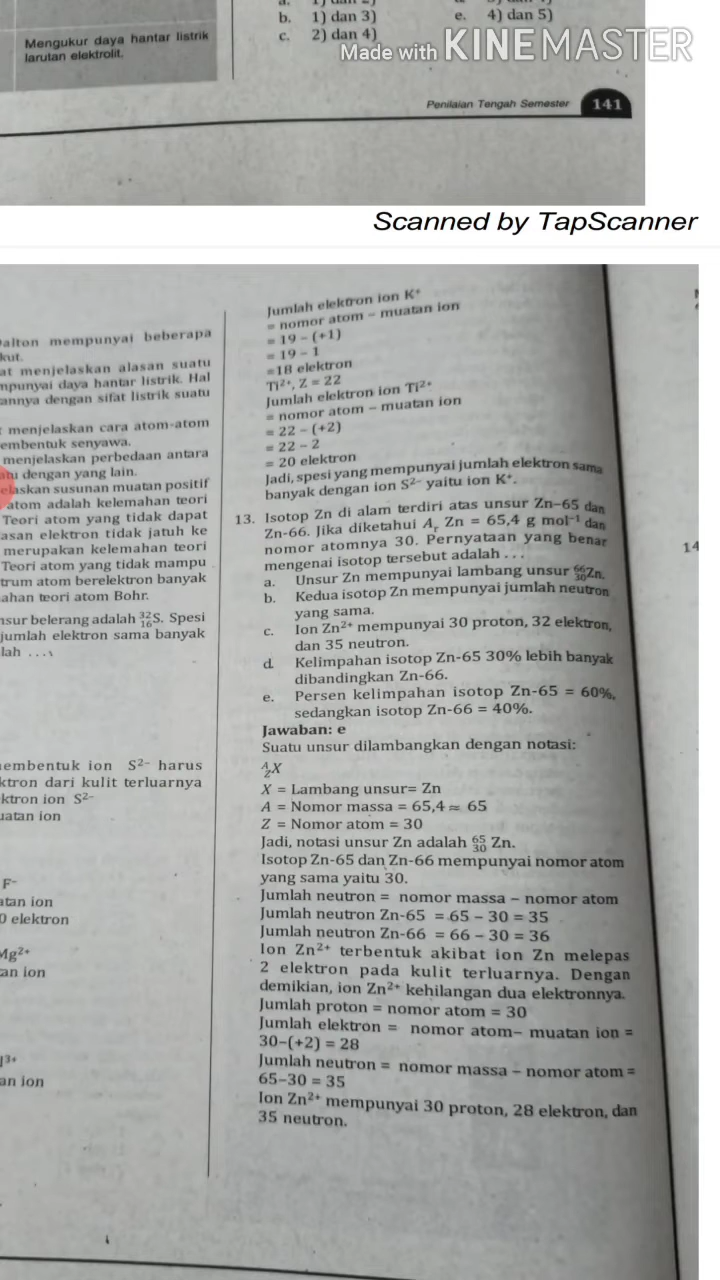 b. 1) dan 3)
e. 4) dan 5)
c. 2) dan 4)
Mengukur daya hantar listrik
larutan elektrolit.
Made with KINEMASTER
Penilaian Tengah Semester 141
Scanned by TapScanner
Dalton mempunyai beberapa
kut.
at menjelaskan alasan suatu
mpunyai daya hantar listrik. Hal
annya dengan sifat listrik suatu
menjelaskan cara atom-atom
embentuk senyawa.
menjelaskan perbedaan antara
atu dengan yang lain.
elaskan susunan muatan positif
atom adalah kelemahan teori
Teori atom yang tidak dapat
asan elektron tidak jatuh ke
merupakan kelemahan teori
Teori atom yang tidak mampu
trum atom berelektron banyak
ahan teori atom Bohr.
nsur belerang adalah ³²₁₆S. Spesi
jumlah elektron sama banyak
lah . . .
embentuk ion S²⁻ harus
ktron dari kulit terluarnya
ktron ion S²⁻
uatan ion
F⁻
atan ion
0 elektron
Mg²⁺
an ion
l³⁺
an ion
Jumlah elektron ion K⁺
= nomor atom – muatan ion
= 19 – (+1)
= 19 – 1
=18 elektron
Ti²⁺, Z = 22
Jumlah elektron ion Ti²⁺
= nomor atom – muatan ion
= 22 – (+2)
= 22 – 2
= 20 elektron
Jadi, spesi yang mempunyai jumlah elektron sama
banyak dengan ion S²⁻ yaitu ion K⁺.
13. Isotop Zn di alam terdiri atas unsur Zn–65 dan
Zn-66. Jika diketahui Aᵣ Zn = 65,4 g mol⁻¹ dan
nomor atomnya 30. Pernyataan yang benar
mengenai isotop tersebut adalah . . .
a. Unsur Zn mempunyai lambang unsur ⁶⁶₃₀Zn.
b. Kedua isotop Zn mempunyai jumlah neutron
yang sama.
c. Ion Zn²⁺ mempunyai 30 proton, 32 elektron,
dan 35 neutron.
d. Kelimpahan isotop Zn-65 30% lebih banyak
dibandingkan Zn-66.
e. Persen kelimpahan isotop Zn-65 = 60%,
sedangkan isotop Zn-66 = 40%.
Jawaban: e
Suatu unsur dilambangkan dengan notasi:
ᴬ_Z X
X = Lambang unsur= Zn
A = Nomor massa = 65,4 ≈ 65
Z = Nomor atom = 30
Jadi, notasi unsur Zn adalah ⁶⁵₃₀ Zn.
Isotop Zn-65 dan Zn-66 mempunyai nomor atom
yang sama yaitu 30.
Jumlah neutron = nomor massa – nomor atom
Jumlah neutron Zn-65 = 65 – 30 = 35
Jumlah neutron Zn-66 = 66 – 30 = 36
Ion Zn²⁺ terbentuk akibat ion Zn melepas
2 elektron pada kulit terluarnya. Dengan
demikian, ion Zn²⁺ kehilangan dua elektronnya.
Jumlah proton = nomor atom = 30
Jumlah elektron = nomor atom– muatan ion =
30–(+2) = 28
Jumlah neutron = nomor massa – nomor atom =
65–30 = 35
Ion Zn²⁺ mempunyai 30 proton, 28 elektron, dan
35 neutron.
14